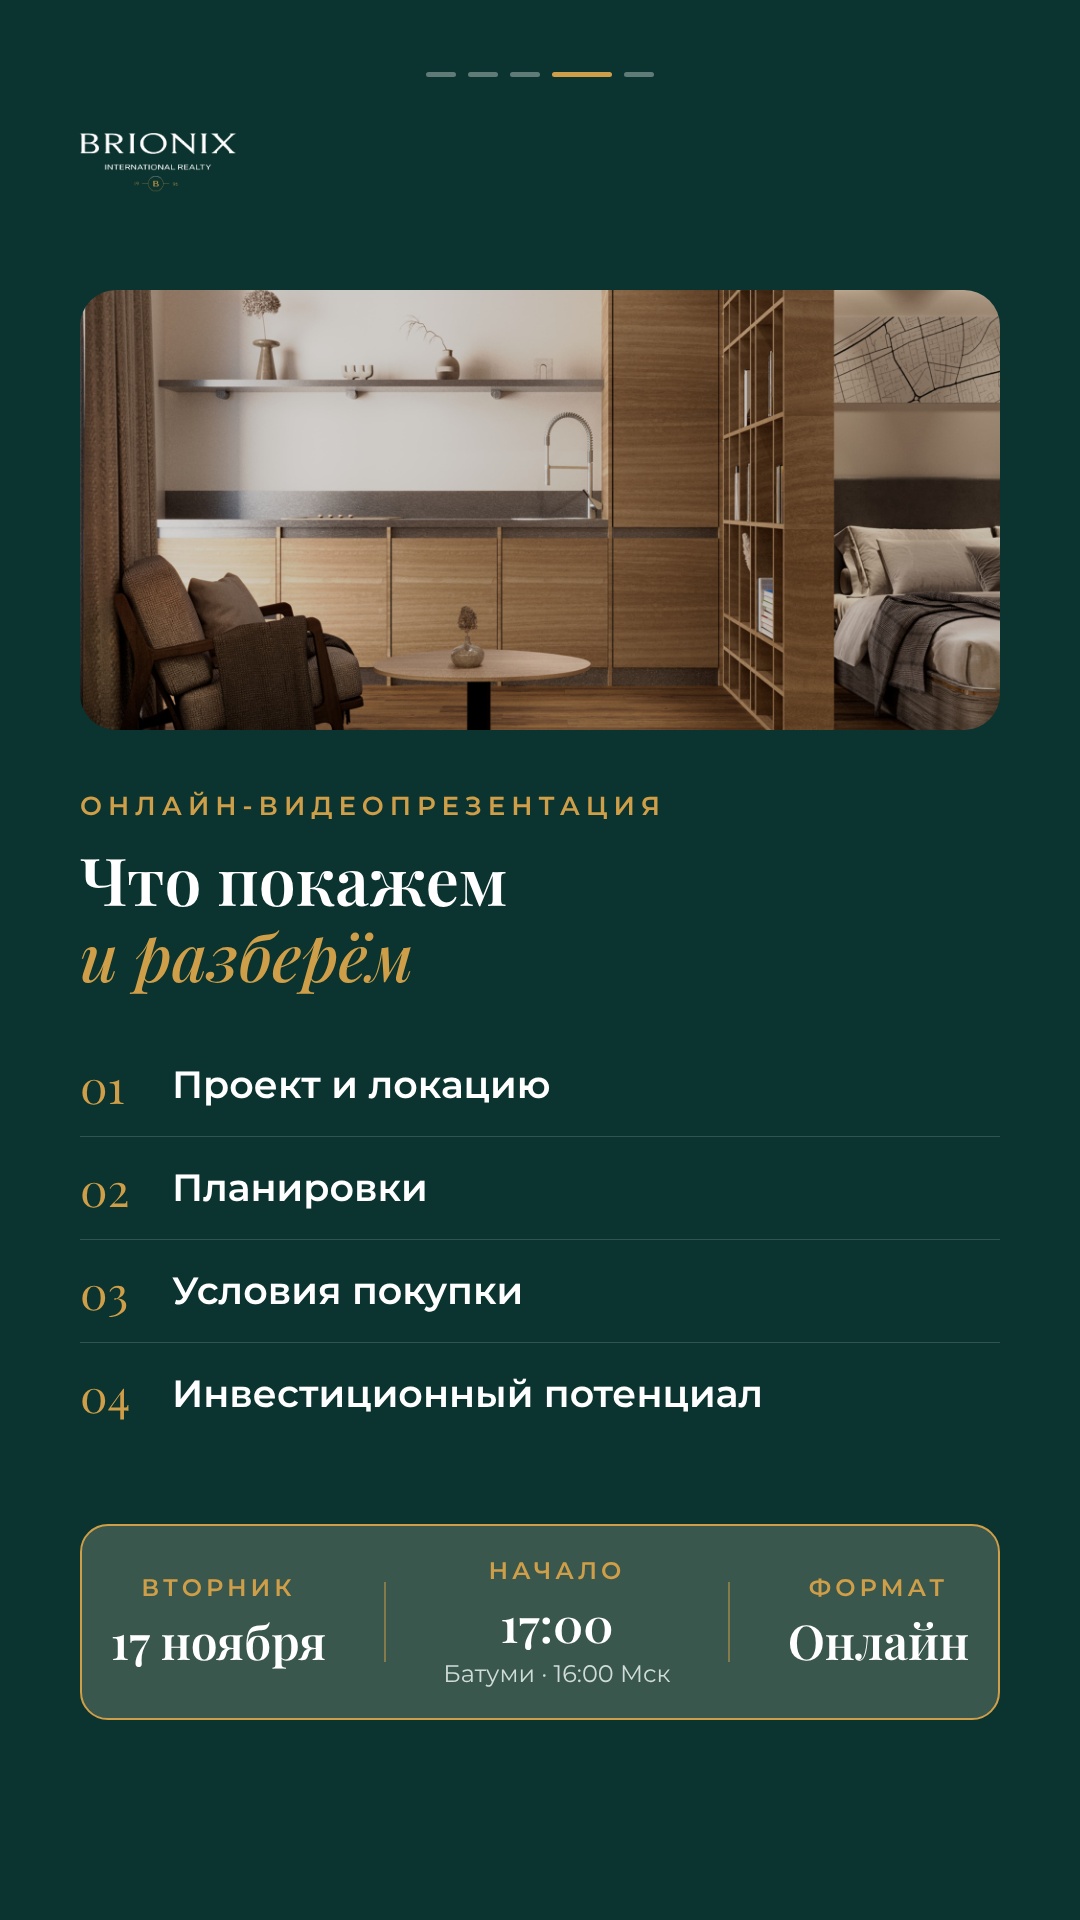 BRIONIX
INTERNATIONAL REALTY
B
ОНЛАЙН-ВИДЕОПРЕЗЕНТАЦИЯ
Что покажем
и разберём
01 Проект и локацию
02 Планировки
03 Условия покупки
04 Инвестиционный потенциал
ВТОРНИК
17 ноября
НАЧАЛО
17:00
Батуми · 16:00 Мск
ФОРМАТ
Онлайн